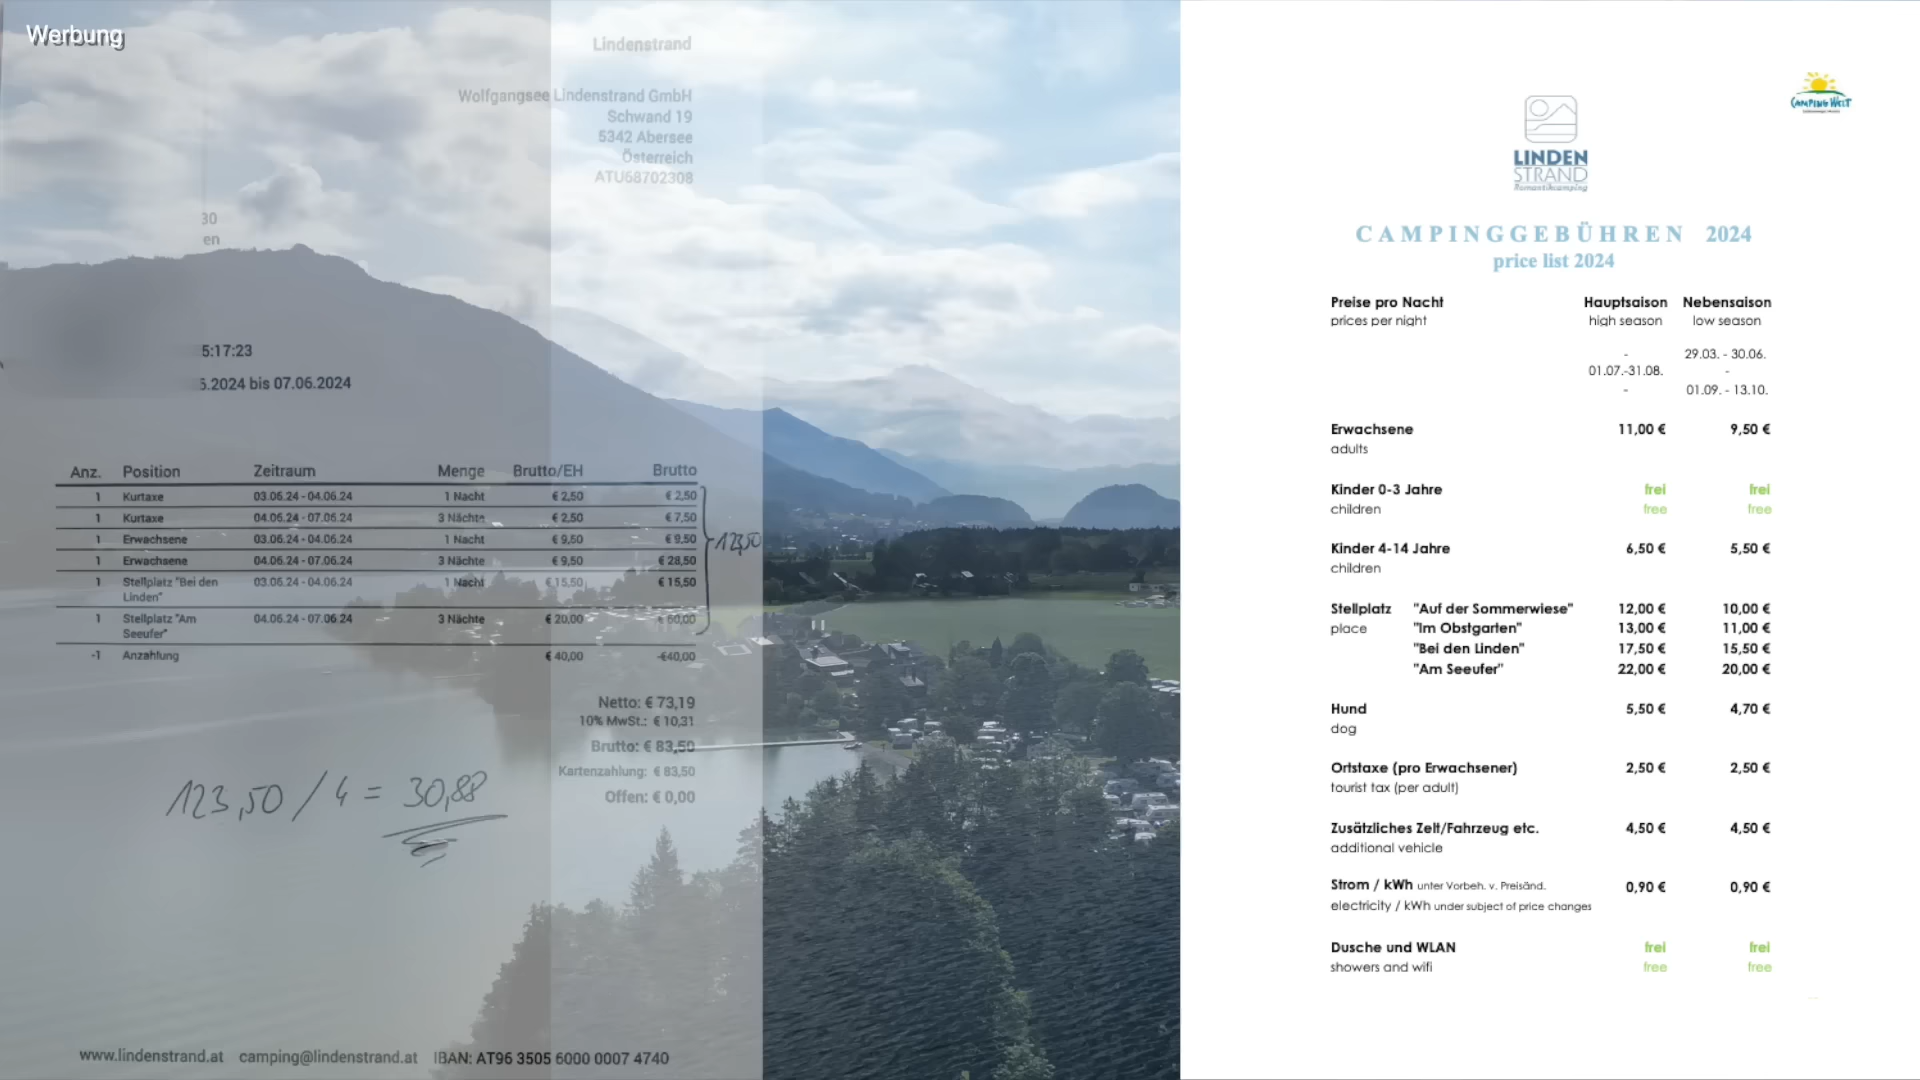 Werbung
Lindenstrand
Wolfgangsee Lindenstrand GmbH
Schwand 19
5342 Abersee
Österreich
ATU68702308
30
en
5:17:23
.2024 bis 07.06.2024
Anz. Position Zeitraum Menge Brutto/EH Brutto
1 Kurtaxe 03.06.24 - 04.06.24 1 Nacht € 2,50 € 2,50
1 Kurtaxe 04.06.24 - 07.06.24 3 Nächte € 2,50 € 7,50
1 Erwachsene 03.06.24 - 04.06.24 1 Nacht € 9,50 € 9,50
1 Erwachsene 04.06.24 - 07.06.24 3 Nächte € 9,50 € 28,50
1 Stellplatz "Bei den 03.06.24 - 04.06.24 1 Nacht € 15,50 € 15,50
Linden"
1 Stellplatz "Am 04.06.24 - 07.06.24 3 Nächte € 20,00 € 60,00
Seeufer"
-1 Anzahlung € 40,00 -€40,00
123,50
Netto: € 73,19
10% MwSt.: € 10,31
Brutto: € 83,50
Kartenzahlung: € 83,50
Offen: € 0,00
123,50 / 4 = 30,88
www.lindenstrand.at camping@lindenstrand.at IBAN: AT96 3505 6000 0007 4740
CAMPING WELT
LINDEN
STRAND
Romantikcamping
CAMPINGGEBÜHREN 2024
price list 2024
Preise pro Nacht Hauptsaison Nebensaison
prices per night high season low season
- 29.03. - 30.06.
01.07.-31.08. -
- 01.09. - 13.10.
Erwachsene 11,00 € 9,50 €
adults
Kinder 0-3 Jahre frei frei
children free free
Kinder 4-14 Jahre 6,50 € 5,50 €
children
Stellplatz "Auf der Sommerwiese" 12,00 € 10,00 €
place "Im Obstgarten" 13,00 € 11,00 €
"Bei den Linden" 17,50 € 15,50 €
"Am Seeufer" 22,00 € 20,00 €
Hund 5,50 € 4,70 €
dog
Ortstaxe (pro Erwachsener) 2,50 € 2,50 €
tourist tax (per adult)
Zusätzliches Zelt/Fahrzeug etc. 4,50 € 4,50 €
additional vehicle
Strom / kWh unter Vorbeh. v. Preisänd. 0,90 € 0,90 €
electricity / kWh under subject of price changes
Dusche und WLAN frei frei
showers and wifi free free